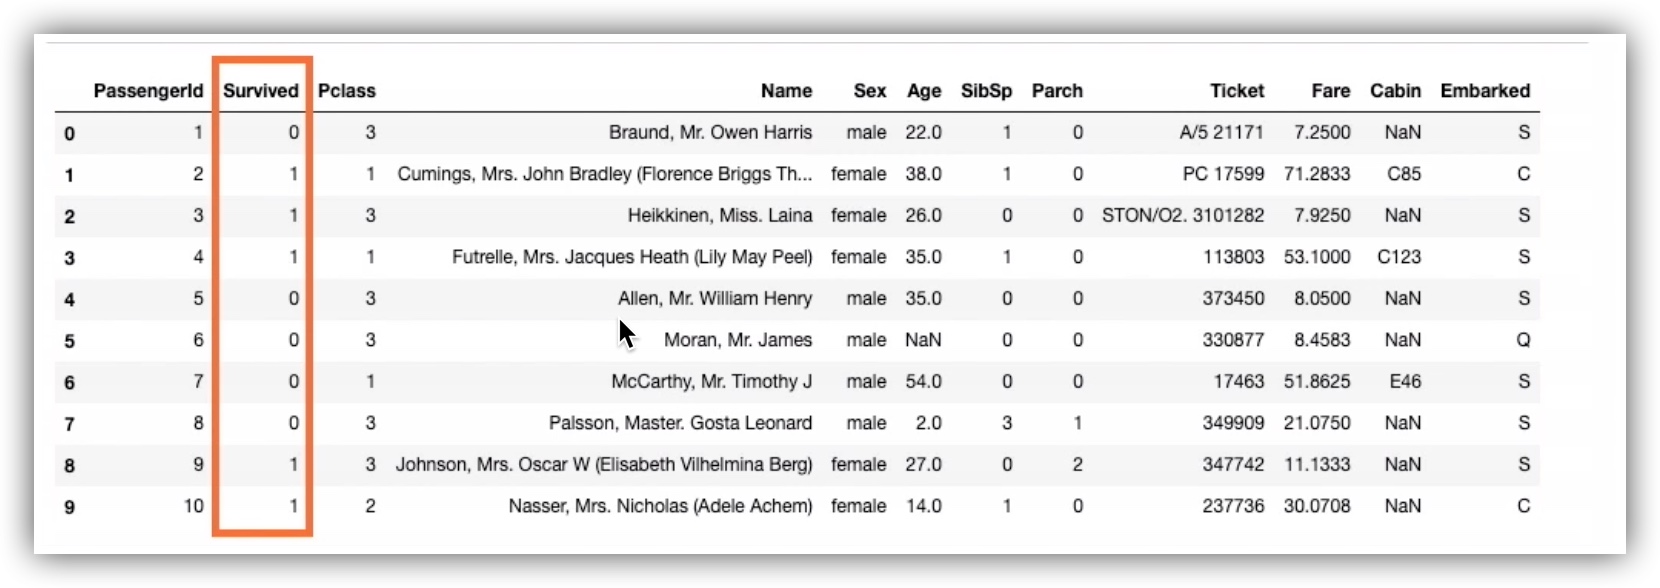 PassengerId Survived Pclass Name Sex Age SibSp Parch Ticket Fare Cabin Embarked
0 1 0 3 Braund, Mr. Owen Harris male 22.0 1 0 A/5 21171 7.2500 NaN S
1 2 1 1 Cumings, Mrs. John Bradley (Florence Briggs Th... female 38.0 1 0 PC 17599 71.2833 C85 C
2 3 1 3 Heikkinen, Miss. Laina female 26.0 0 0 STON/O2. 3101282 7.9250 NaN S
3 4 1 1 Futrelle, Mrs. Jacques Heath (Lily May Peel) female 35.0 1 0 113803 53.1000 C123 S
4 5 0 3 Allen, Mr. William Henry male 35.0 0 0 373450 8.0500 NaN S
5 6 0 3 Moran, Mr. James male NaN 0 0 330877 8.4583 NaN Q
6 7 0 1 McCarthy, Mr. Timothy J male 54.0 0 0 17463 51.8625 E46 S
7 8 0 3 Palsson, Master. Gosta Leonard male 2.0 3 1 349909 21.0750 NaN S
8 9 1 3 Johnson, Mrs. Oscar W (Elisabeth Vilhelmina Berg) female 27.0 0 2 347742 11.1333 NaN S
9 10 1 2 Nasser, Mrs. Nicholas (Adele Achem) female 14.0 1 0 237736 30.0708 NaN C